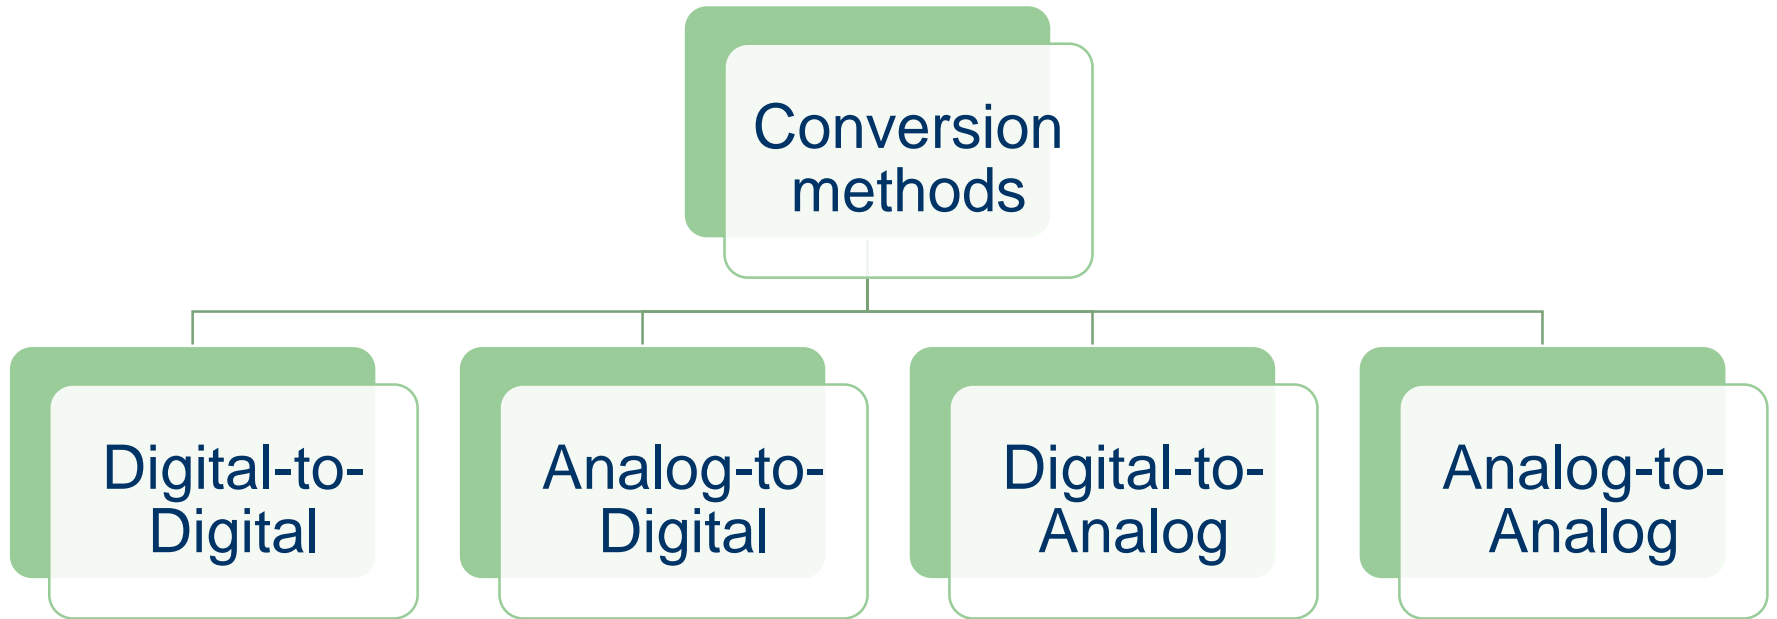 Conversion
methods
Digital-to-
Digital
Analog-to-
Digital
Digital-to-
Analog
Analog-to-
Analog